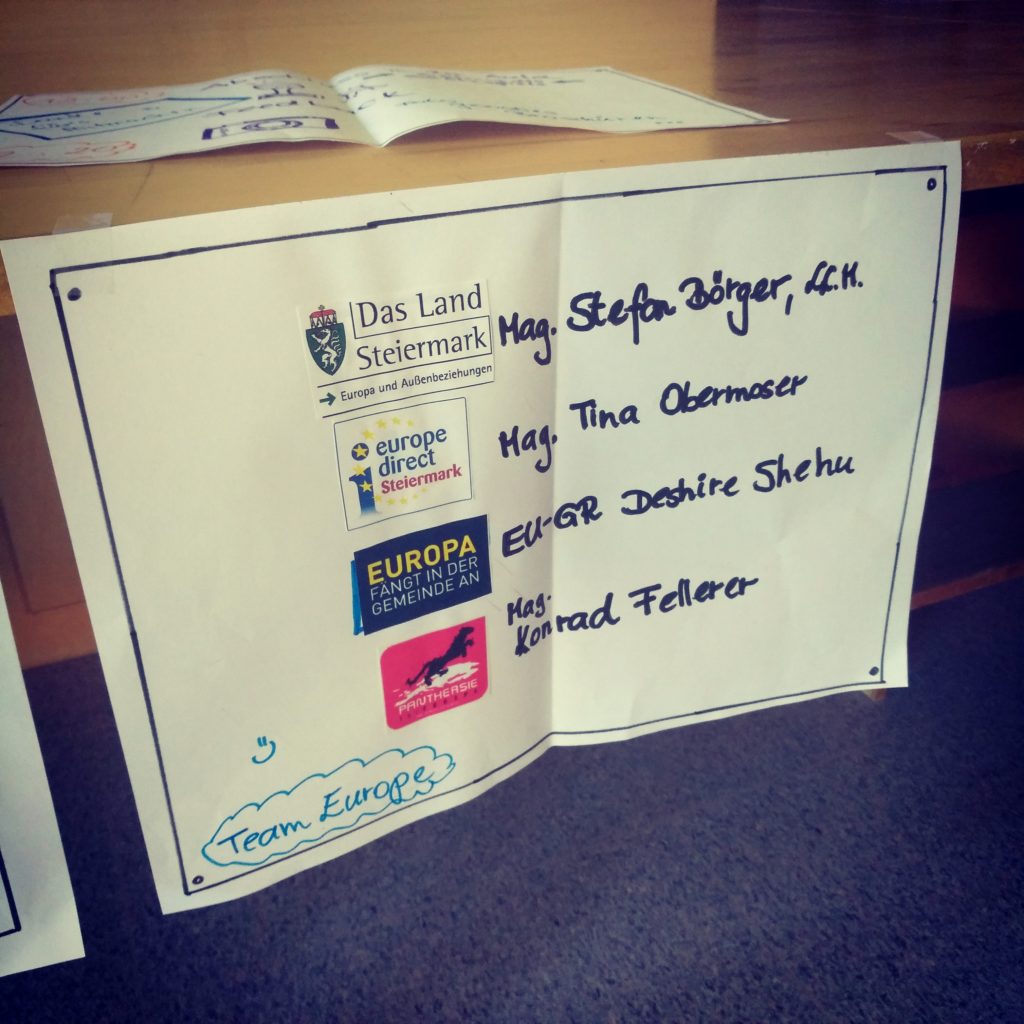 Das Land
Steiermark
→ Europa und Außenbeziehungen
Mag. Stefan Börger, LL.M.
europe
direct
Steiermark
Mag. Tina Obermoser
EUROPA
FÄNGT IN DER
GEMEINDE AN
EU-GR Deshire Shehu
PANTHERSIE
Mag.
Konrad Fellerer
Team Europe